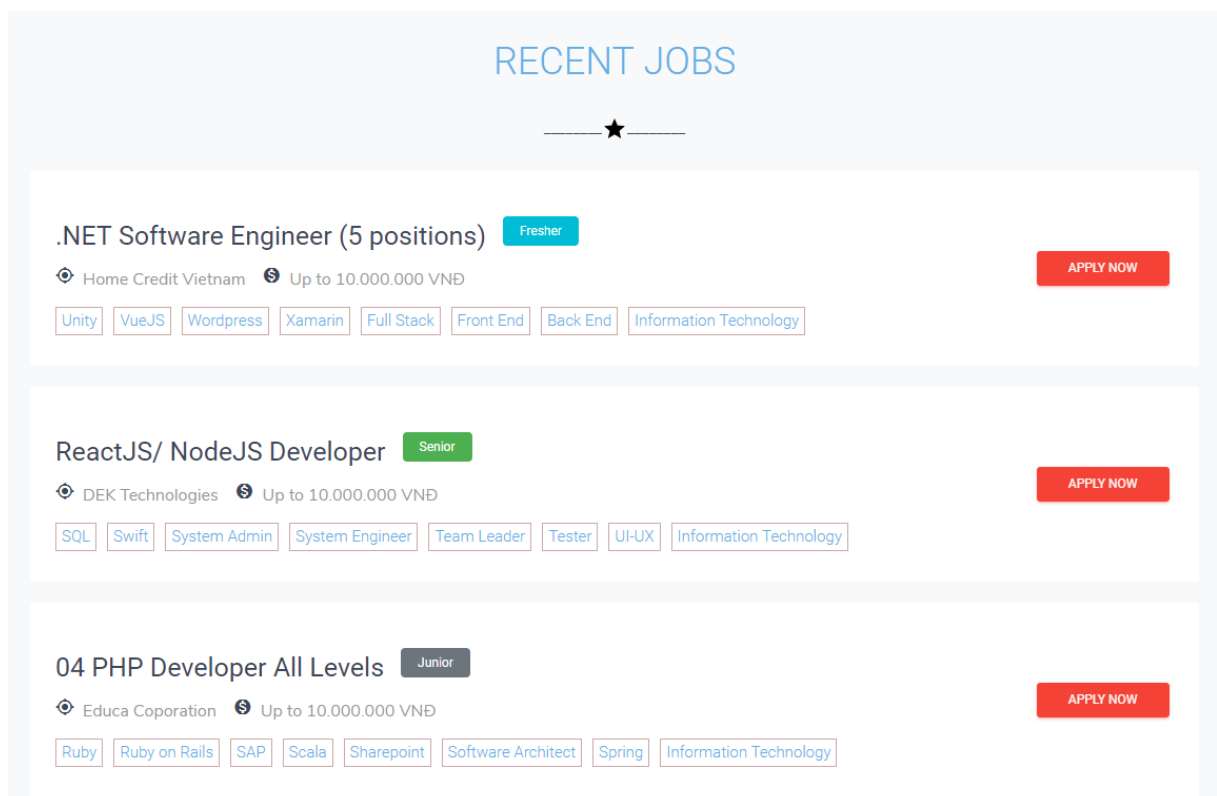 RECENT JOBS
.NET Software Engineer (5 positions) Fresher
Home Credit Vietnam Up to 10.000.000 VNĐ
APPLY NOW
Unity VueJS Wordpress Xamarin Full Stack Front End Back End Information Technology
ReactJS/ NodeJS Developer Senior
DEK Technologies Up to 10.000.000 VNĐ
APPLY NOW
SQL Swift System Admin System Engineer Team Leader Tester UI-UX Information Technology
04 PHP Developer All Levels Junior
Educa Coporation Up to 10.000.000 VNĐ
APPLY NOW
Ruby Ruby on Rails SAP Scala Sharepoint Software Architect Spring Information Technology